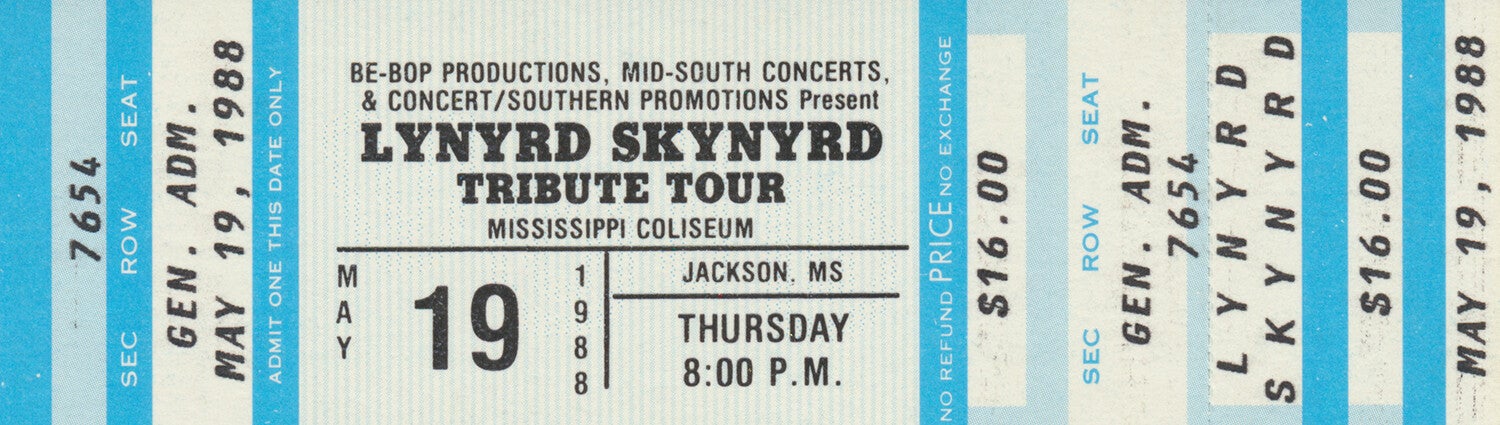 7654
SEC ROW SEAT
GEN. ADM.
MAY 19, 1988
ADMIT ONE THIS DATE ONLY
BE-BOP PRODUCTIONS, MID-SOUTH CONCERTS,
& CONCERT/SOUTHERN PROMOTIONS Present
LYNYRD SKYNYRD
TRIBUTE TOUR
MISSISSIPPI COLISEUM
MAY
19
1988
JACKSON, MS
THURSDAY
8:00 P.M.
NO REFUND PRICE NO EXCHANGE
$16.00
SEC ROW SEAT
GEN. ADM.
7654
LYNYRD
SKYNYRD
$16.00
MAY 19, 1988